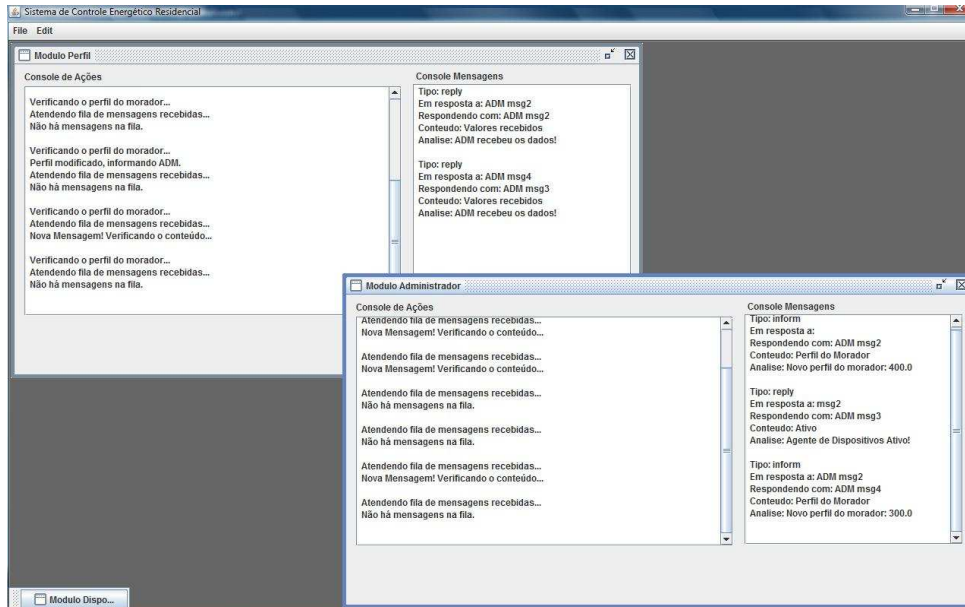 Sistema de Controle Energético Residencial
File Edit
Modulo Perfil
Console de Ações
Verificando o perfil do morador...
Atendendo fila de mensagens recebidas...
Não há mensagens na fila.
Verificando o perfil do morador...
Perfil modificado, informando ADM.
Atendendo fila de mensagens recebidas...
Não há mensagens na fila.
Verificando o perfil do morador...
Atendendo fila de mensagens recebidas...
Nova Mensagem! Verificando o conteúdo...
Verificando o perfil do morador...
Atendendo fila de mensagens recebidas...
Não há mensagens na fila.
Console Mensagens
Tipo: reply
Em resposta a: ADM msg2
Respondendo com: ADM msg2
Conteudo: Valores recebidos
Analise: ADM recebeu os dados!
Tipo: reply
Em resposta a: ADM msg4
Respondendo com: ADM msg3
Conteudo: Valores recebidos
Analise: ADM recebeu os dados!
Modulo Administrador
Console de Ações
Atendendo fila de mensagens recebidas...
Nova Mensagem! Verificando o conteúdo...
Atendendo fila de mensagens recebidas...
Nova Mensagem! Verificando o conteúdo...
Atendendo fila de mensagens recebidas...
Não há mensagens na fila.
Atendendo fila de mensagens recebidas...
Não há mensagens na fila.
Atendendo fila de mensagens recebidas...
Nova Mensagem! Verificando o conteúdo...
Atendendo fila de mensagens recebidas...
Não há mensagens na fila.
Console Mensagens
Tipo: inform
Em resposta a:
Respondendo com: ADM msg2
Conteudo: Perfil do Morador
Analise: Novo perfil do morador: 400.0
Tipo: reply
Em resposta a: msg2
Respondendo com: ADM msg3
Conteudo: Ativo
Analise: Agente de Dispositivos Ativo!
Tipo: inform
Em resposta a: ADM msg2
Respondendo com: ADM msg4
Conteudo: Perfil do Morador
Analise: Novo perfil do morador: 300.0
Modulo Dispo...